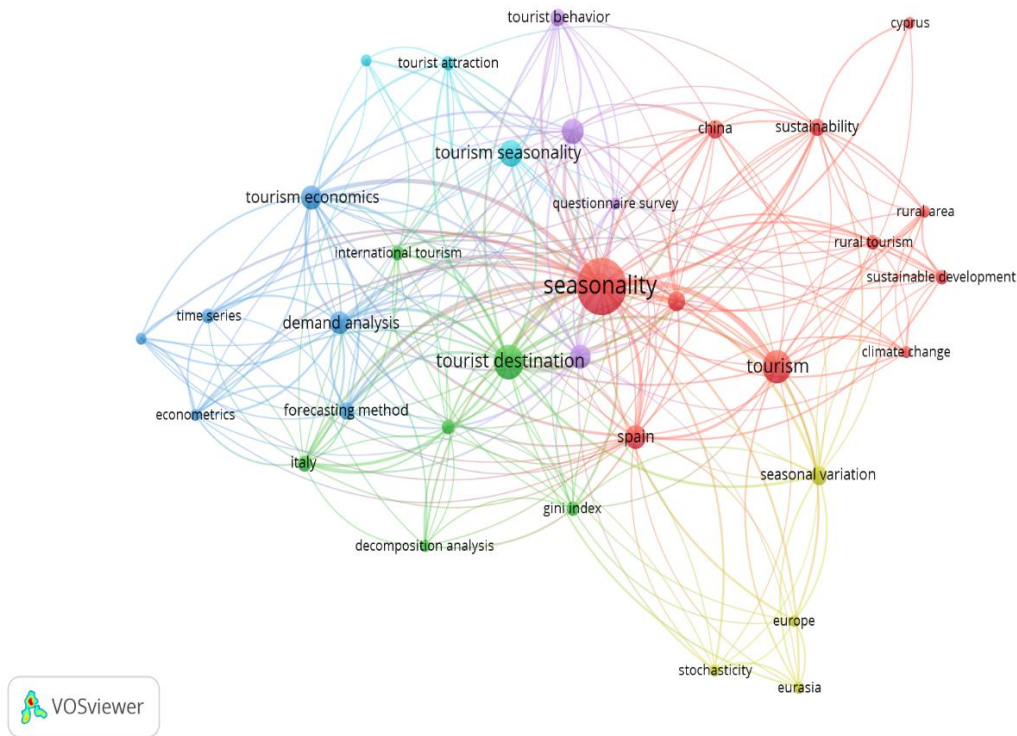 tourist behavior
cyprus
tourist attraction
china
sustainability
tourism seasonality
tourism economics
questionnaire survey
rural area
rural tourism
international tourism
sustainable development
seasonality
time series
demand analysis
climate change
tourist destination
tourism
econometrics
forecasting method
spain
italy
seasonal variation
gini index
decomposition analysis
europe
stochasticity
eurasia
VOSviewer